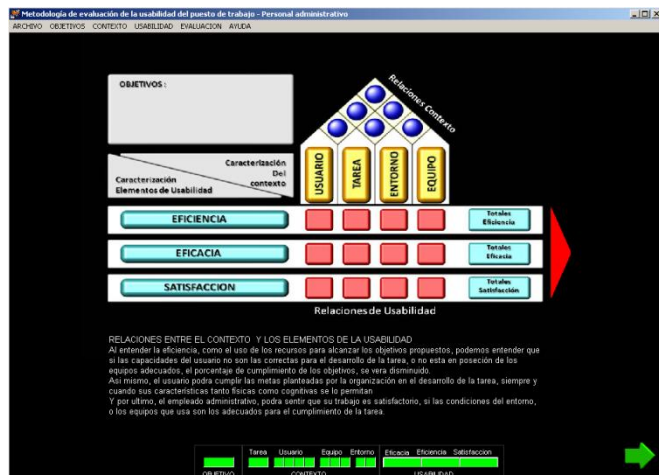 Metodología de evaluación de la usabilidad del puesto de trabajo - Personal administrativo
ARCHIVO OBJETIVOS CONTEXTO USABILIDAD EVALUACION AYUDA
OBJETIVOS :
Relaciones Contexto
Caracterización
Del
contexto
Caracterización
Elementos de Usabilidad
USUARIO
TAREA
ENTORNO
EQUIPO
EFICIENCIA
Totales
Eficiencia
EFICACIA
Totales
Eficacia
SATISFACCION
Totales
Satisfacción
Relaciones de Usabilidad
RELACIONES ENTRE EL CONTEXTO Y LOS ELEMENTOS DE LA USABILIDAD
Al entender la eficiencia, como el uso de los recursos para alcanzar los objetivos propuestos, podemos entender que
si las capacidades del usuario no son las correctas para el desarrollo de la tarea, o no esta en poseción de los
equipos adecuados, el porcentaje de cumplimiento de los objetivos, se vera disminuido.
Asi mismo, el usuario podra cumplir las metas planteadas por la organización en el desarrollo de la tarea, siempre y
cuando sus características tanto físicas como cognitivas se lo permitan
Y por ultimo, el empleado administrativo, podra sentir que su trabajo es satisfactorio, si las condiciones del entorno,
o los equipos que usa son los adecuados para el cumplimiento de la tarea.
Tarea Usuario Equipo Entorno Eficacia Eficiencia Satisfaccion
OBJETIVO CONTEXTO USABILIDAD